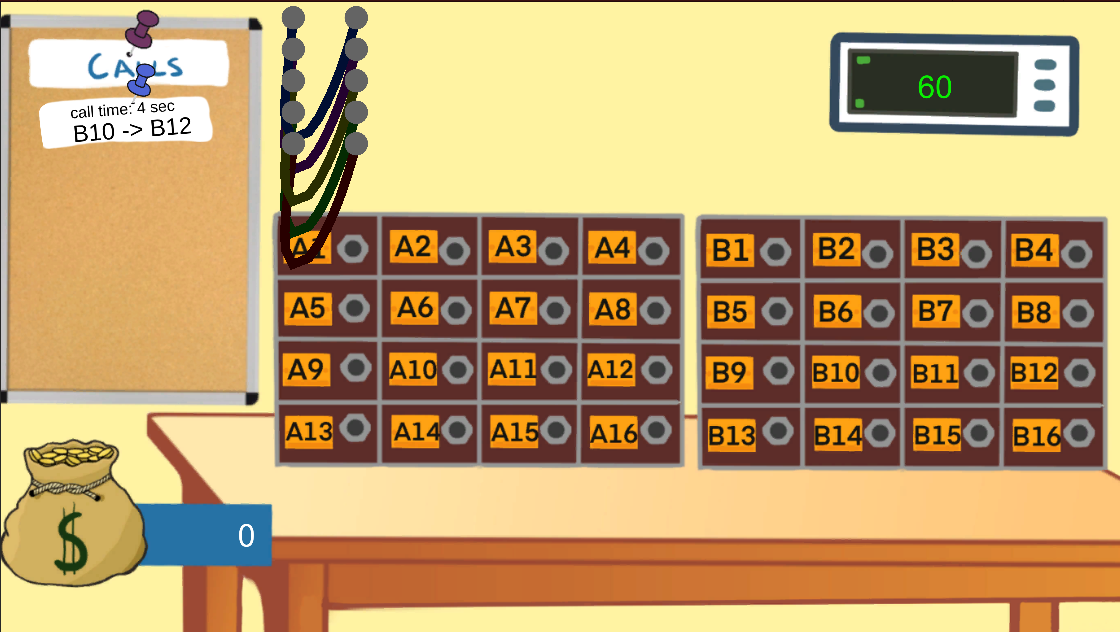 CALLS
call time: 4 sec
B10 -> B12
60
A1 A2 A3 A4
B1 B2 B3 B4
A5 A6 A7 A8
B5 B6 B7 B8
A9 A10 A11 A12
B9 B10 B11 B12
A13 A14 A15 A16
B13 B14 B15 B16
$
0